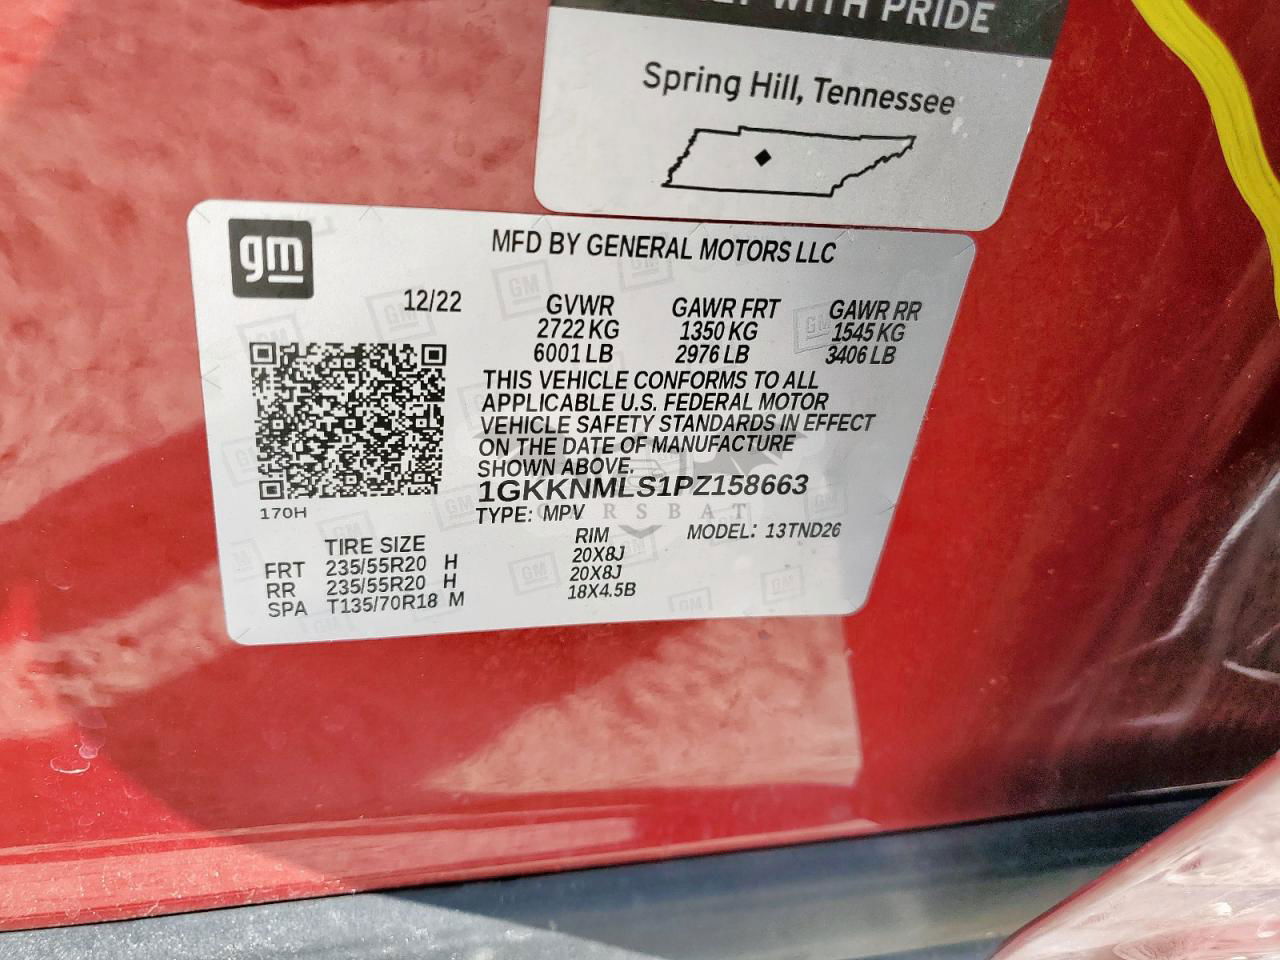 WITH PRIDE
Spring Hill, Tennessee
gm
MFD BY GENERAL MOTORS LLC
12/22
GVWR GAWR FRT GAWR RR
2722 KG 1350 KG 1545 KG
6001 LB 2976 LB 3406 LB
THIS VEHICLE CONFORMS TO ALL
APPLICABLE U.S. FEDERAL MOTOR
VEHICLE SAFETY STANDARDS IN EFFECT
ON THE DATE OF MANUFACTURE
SHOWN ABOVE.
1GKKNMLS1PZ158663
170H
TYPE: MPV MODEL: 13TND26
CARSBAT
TIRE SIZE RIM
FRT 235/55R20 H 20X8J
RR 235/55R20 H 20X8J
SPA T135/70R18 M 18X4.5B